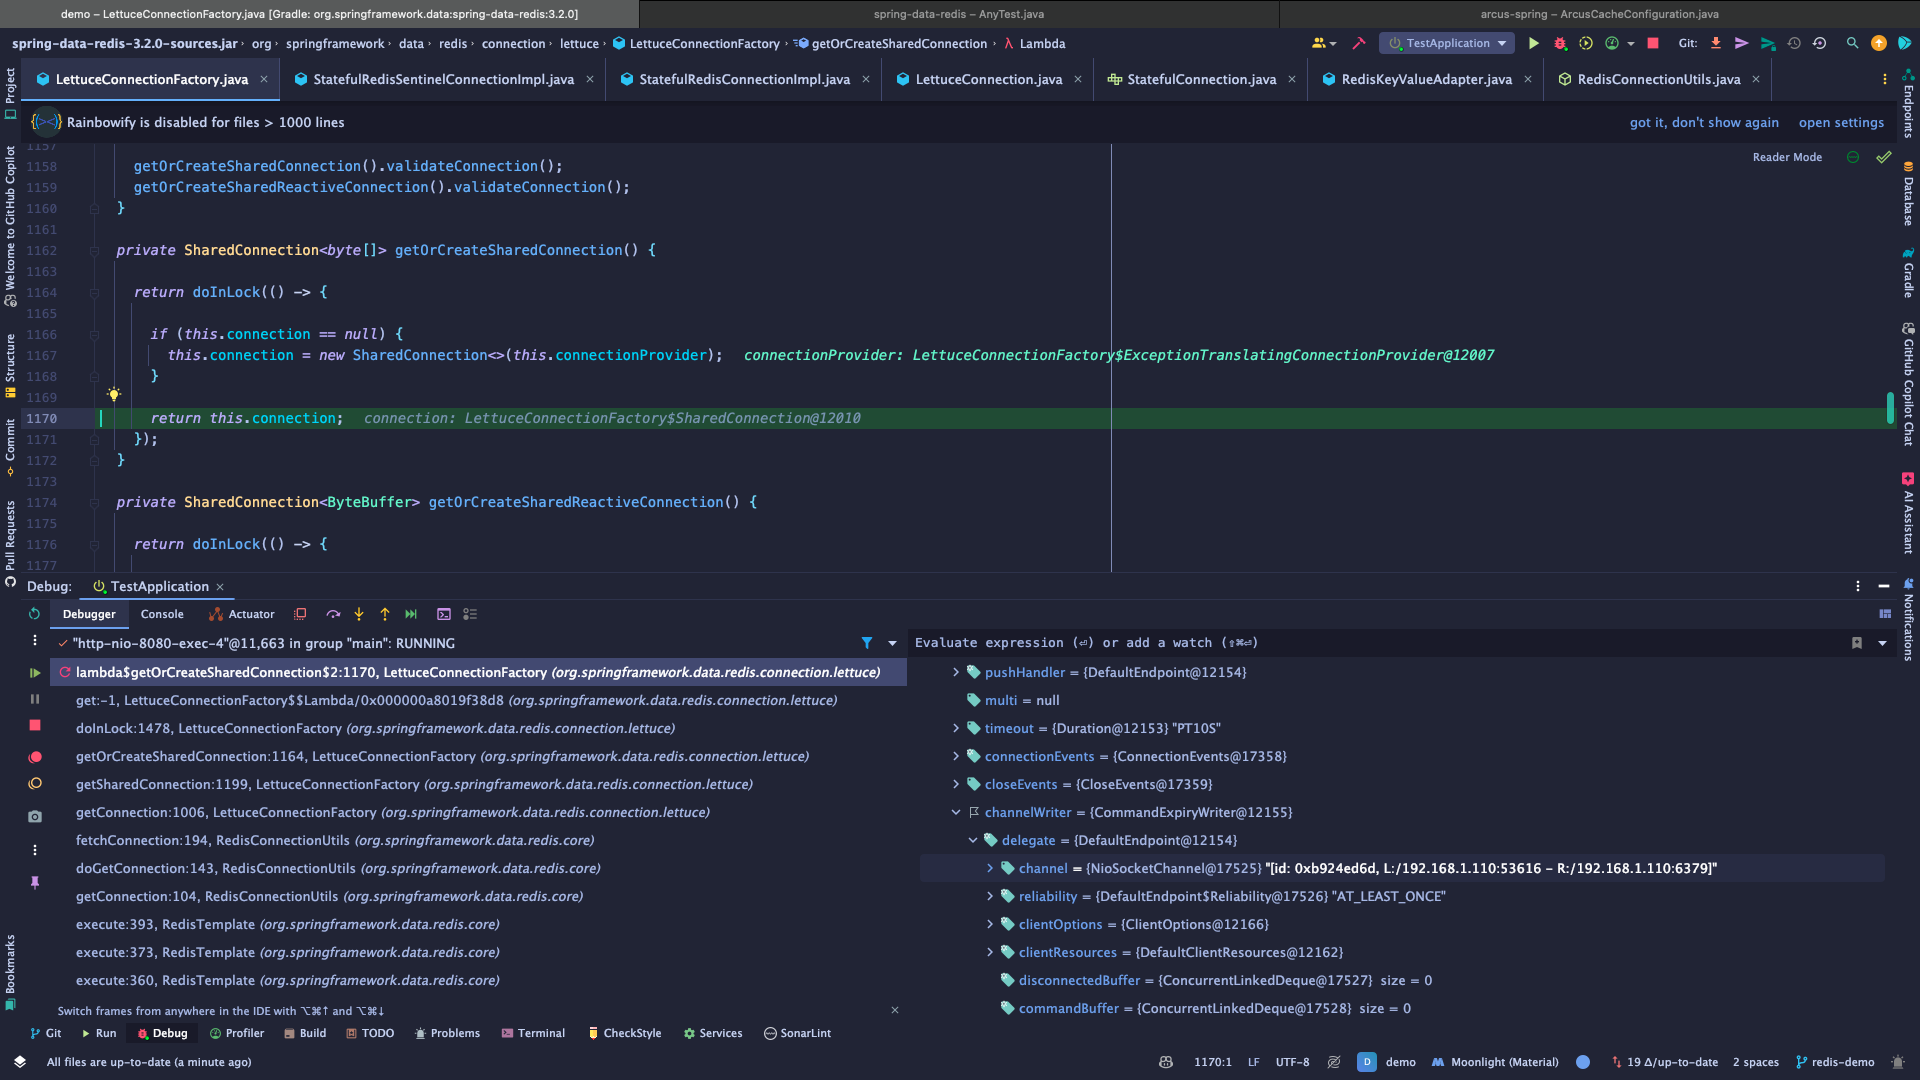 demo – LettuceConnectionFactory.java [Gradle: org.springframework.data:spring-data-redis:3.2.0]
spring-data-redis – AnyTest.java
arcus-spring – ArcusCacheConfiguration.java
spring-data-redis-3.2.0-sources.jar › org › springframework › data › redis › connection › lettuce › LettuceConnectionFactory › getOrCreateSharedConnection › λ Lambda
TestApplication
Git:
LettuceConnectionFactory.java ×
StatefulRedisSentinelConnectionImpl.java ×
StatefulRedisConnectionImpl.java ×
LettuceConnection.java ×
StatefulConnection.java ×
RedisKeyValueAdapter.java ×
RedisConnectionUtils.java ×
Rainbowify is disabled for files > 1000 lines
got it, don't show again
open settings
Reader Mode
1157
1158 getOrCreateSharedConnection().validateConnection();
1159 getOrCreateSharedReactiveConnection().validateConnection();
1160 }
1161
1162 private SharedConnection<byte[]> getOrCreateSharedConnection() {
1163
1164 return doInLock(() -> {
1165
1166 if (this.connection == null) {
1167 this.connection = new SharedConnection<>(this.connectionProvider); connectionProvider: LettuceConnectionFactory$ExceptionTranslatingConnectionProvider@12007
1168 }
1169
1170 return this.connection; connection: LettuceConnectionFactory$SharedConnection@12010
1171 });
1172 }
1173
1174 private SharedConnection<ByteBuffer> getOrCreateSharedReactiveConnection() {
1175
1176 return doInLock(() -> {
1177
Project
Welcome to GitHub Copilot
Structure
Commit
Pull Requests
Bookmarks
Endpoints
Database
Gradle
GitHub Copilot Chat
AI Assistant
Notifications
Debug: TestApplication ×
Debugger
Console
Actuator
"http-nio-8080-exec-4"@11,663 in group "main": RUNNING
lambda$getOrCreateSharedConnection$2:1170, LettuceConnectionFactory (org.springframework.data.redis.connection.lettuce)
get:-1, LettuceConnectionFactory$$Lambda/0x000000a8019f38d8 (org.springframework.data.redis.connection.lettuce)
doInLock:1478, LettuceConnectionFactory (org.springframework.data.redis.connection.lettuce)
getOrCreateSharedConnection:1164, LettuceConnectionFactory (org.springframework.data.redis.connection.lettuce)
getSharedConnection:1199, LettuceConnectionFactory (org.springframework.data.redis.connection.lettuce)
getConnection:1006, LettuceConnectionFactory (org.springframework.data.redis.connection.lettuce)
fetchConnection:194, RedisConnectionUtils (org.springframework.data.redis.core)
doGetConnection:143, RedisConnectionUtils (org.springframework.data.redis.core)
getConnection:104, RedisConnectionUtils (org.springframework.data.redis.core)
execute:393, RedisTemplate (org.springframework.data.redis.core)
execute:373, RedisTemplate (org.springframework.data.redis.core)
execute:360, RedisTemplate (org.springframework.data.redis.core)
Switch frames from anywhere in the IDE with ⌥⌘↑ and ⌥⌘↓ ×
Evaluate expression (⏎) or add a watch (⇧⌘⏎)
pushHandler = {DefaultEndpoint@12154}
multi = null
timeout = {Duration@12153} "PT10S"
connectionEvents = {ConnectionEvents@17358}
closeEvents = {CloseEvents@17359}
channelWriter = {CommandExpiryWriter@12155}
delegate = {DefaultEndpoint@12154}
channel = {NioSocketChannel@17525} "[id: 0xb924ed6d, L:/192.168.1.110:53616 – R:/192.168.1.110:6379]"
reliability = {DefaultEndpoint$Reliability@17526} "AT_LEAST_ONCE"
clientOptions = {ClientOptions@12166}
clientResources = {DefaultClientResources@12162}
disconnectedBuffer = {ConcurrentLinkedDeque@17527} size = 0
commandBuffer = {ConcurrentLinkedDeque@17528} size = 0
Git
Run
Debug
Profiler
Build
TODO
Problems
Terminal
CheckStyle
Services
SonarLint
All files are up-to-date (a minute ago)
1170:1
LF
UTF-8
D demo
Moonlight (Material)
19 ∆/up-to-date
2 spaces
redis-demo